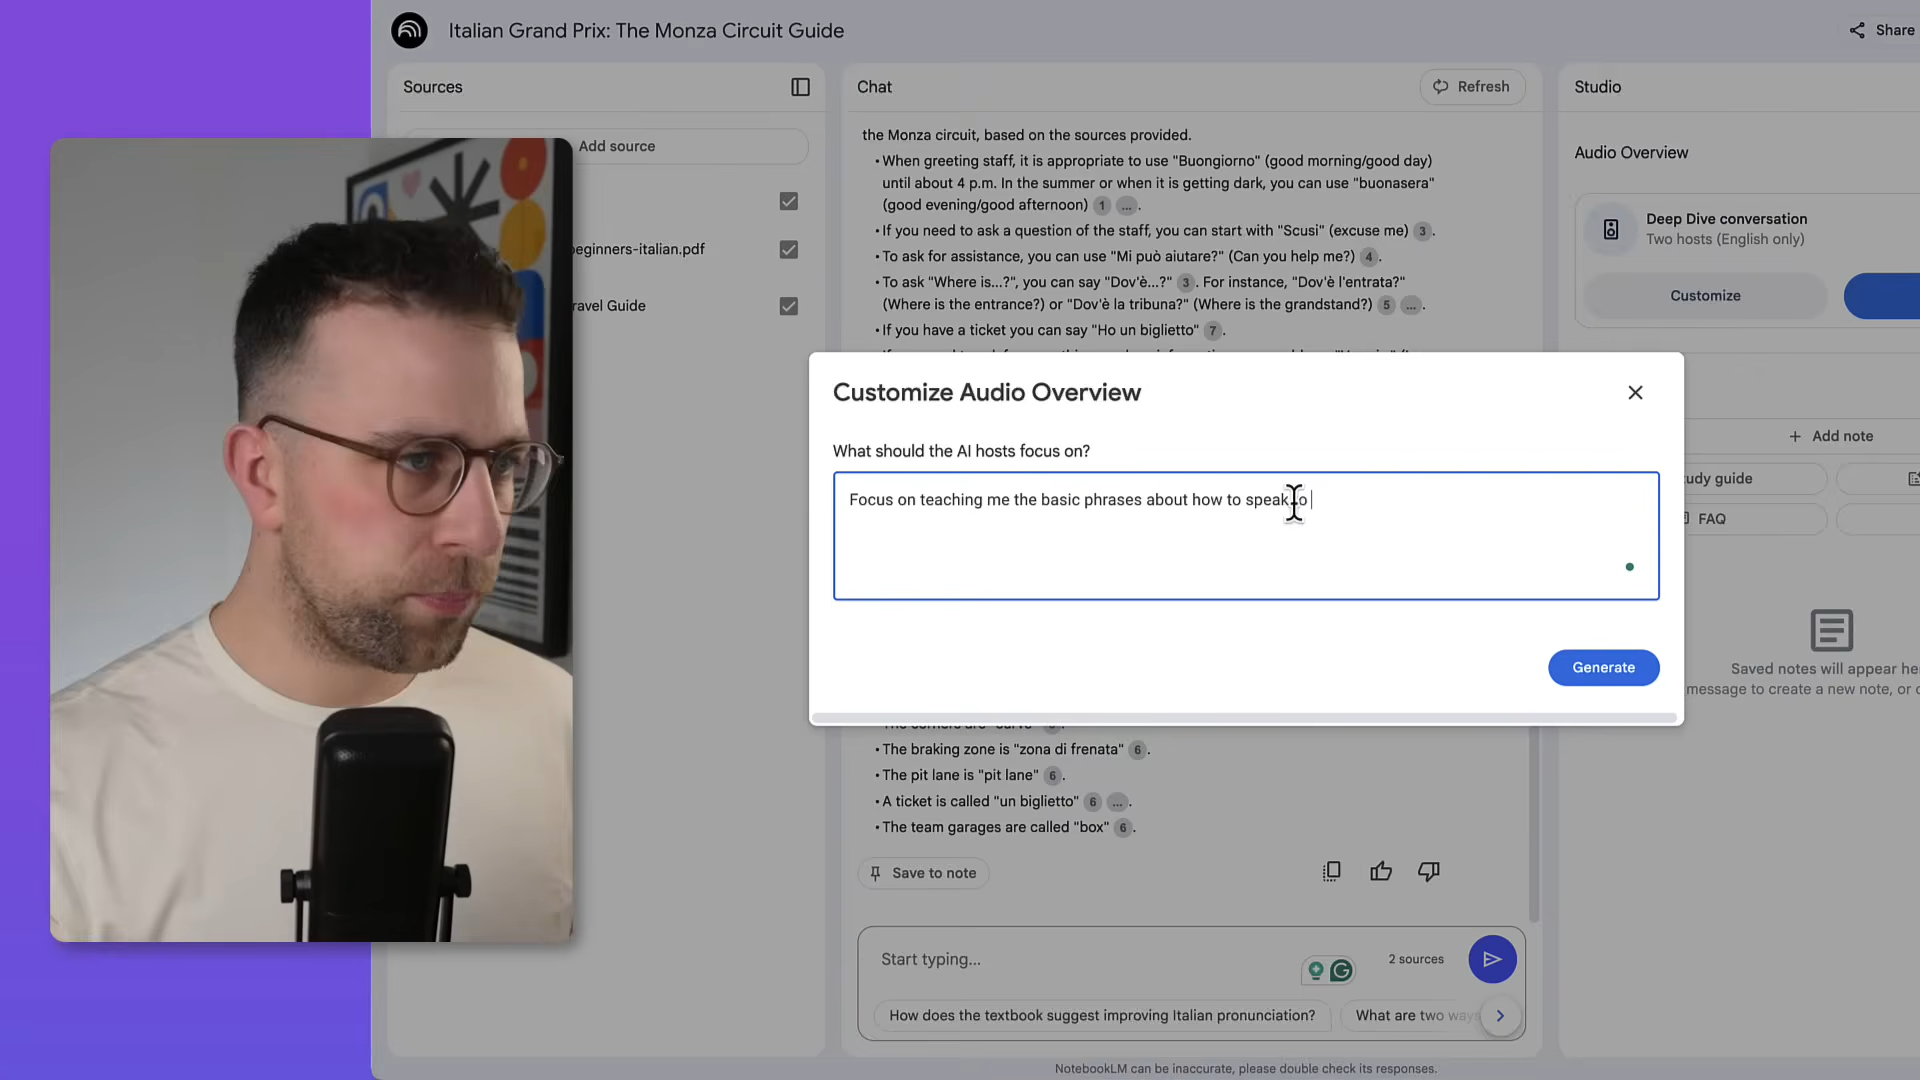 Italian Grand Prix: The Monza Circuit Guide
Share
Sources
Add source
eginners-italian.pdf
ravel Guide
Chat
Refresh
the Monza circuit, based on the sources provided.
• When greeting staff, it is appropriate to use "Buongiorno" (good morning/good day)
until about 4 p.m. In the summer or when it is getting dark, you can use "buonasera"
(good evening/good afternoon) 1 ... .
• If you need to ask a question of the staff, you can start with "Scusi" (excuse me) 3 .
• To ask for assistance, you can use "Mi può aiutare?" (Can you help me?) 4 .
• To ask "Where is...?", you can say "Dov'è...?" 3 . For instance, "Dov'è l'entrata?"
(Where is the entrance?) or "Dov'è la tribuna?" (Where is the grandstand?) 5 ... .
• If you have a ticket you can say "Ho un biglietto" 7 .
Customize Audio Overview
What should the AI hosts focus on?
Focus on teaching me the basic phrases about how to speak to
Generate
• The braking zone is "zona di frenata" 6 .
• The pit lane is "pit lane" 6 .
• A ticket is called "un biglietto" 6 ... .
• The team garages are called "box" 6 .
Save to note
Start typing...
2 sources
How does the textbook suggest improving Italian pronunciation?
What are two ways
NotebookLM can be inaccurate, please double check its responses.
Studio
Audio Overview
Deep Dive conversation
Two hosts (English only)
Customize
Add note
udy guide
FAQ
Saved notes will appear her
message to create a new note, or c